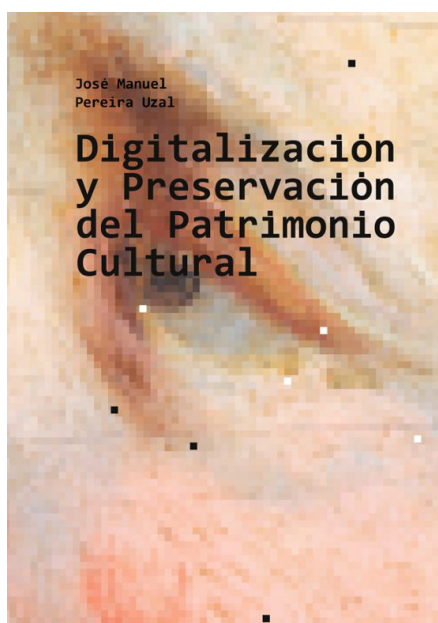 José Manuel
Pereira Uzal
Digitalización
y Preservación
del Patrimonio
Cultural